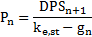 Pₙ = DPSₙ₊₁ / (kₑ,ₛₜ − gₙ)